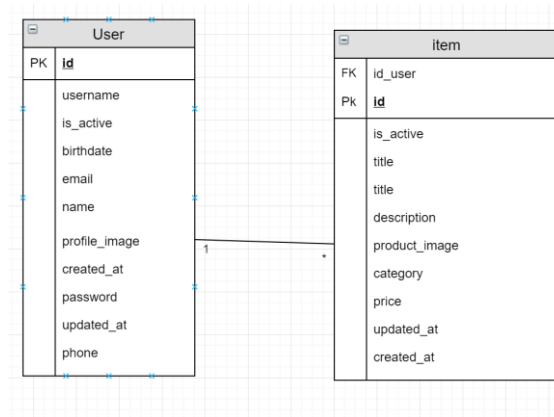 User
PK id
username
is_active
birthdate
email
name
profile_image
created_at
password
updated_at
phone
1
*
item
FK id_user
Pk id
is_active
title
title
description
product_image
category
price
updated_at
created_at